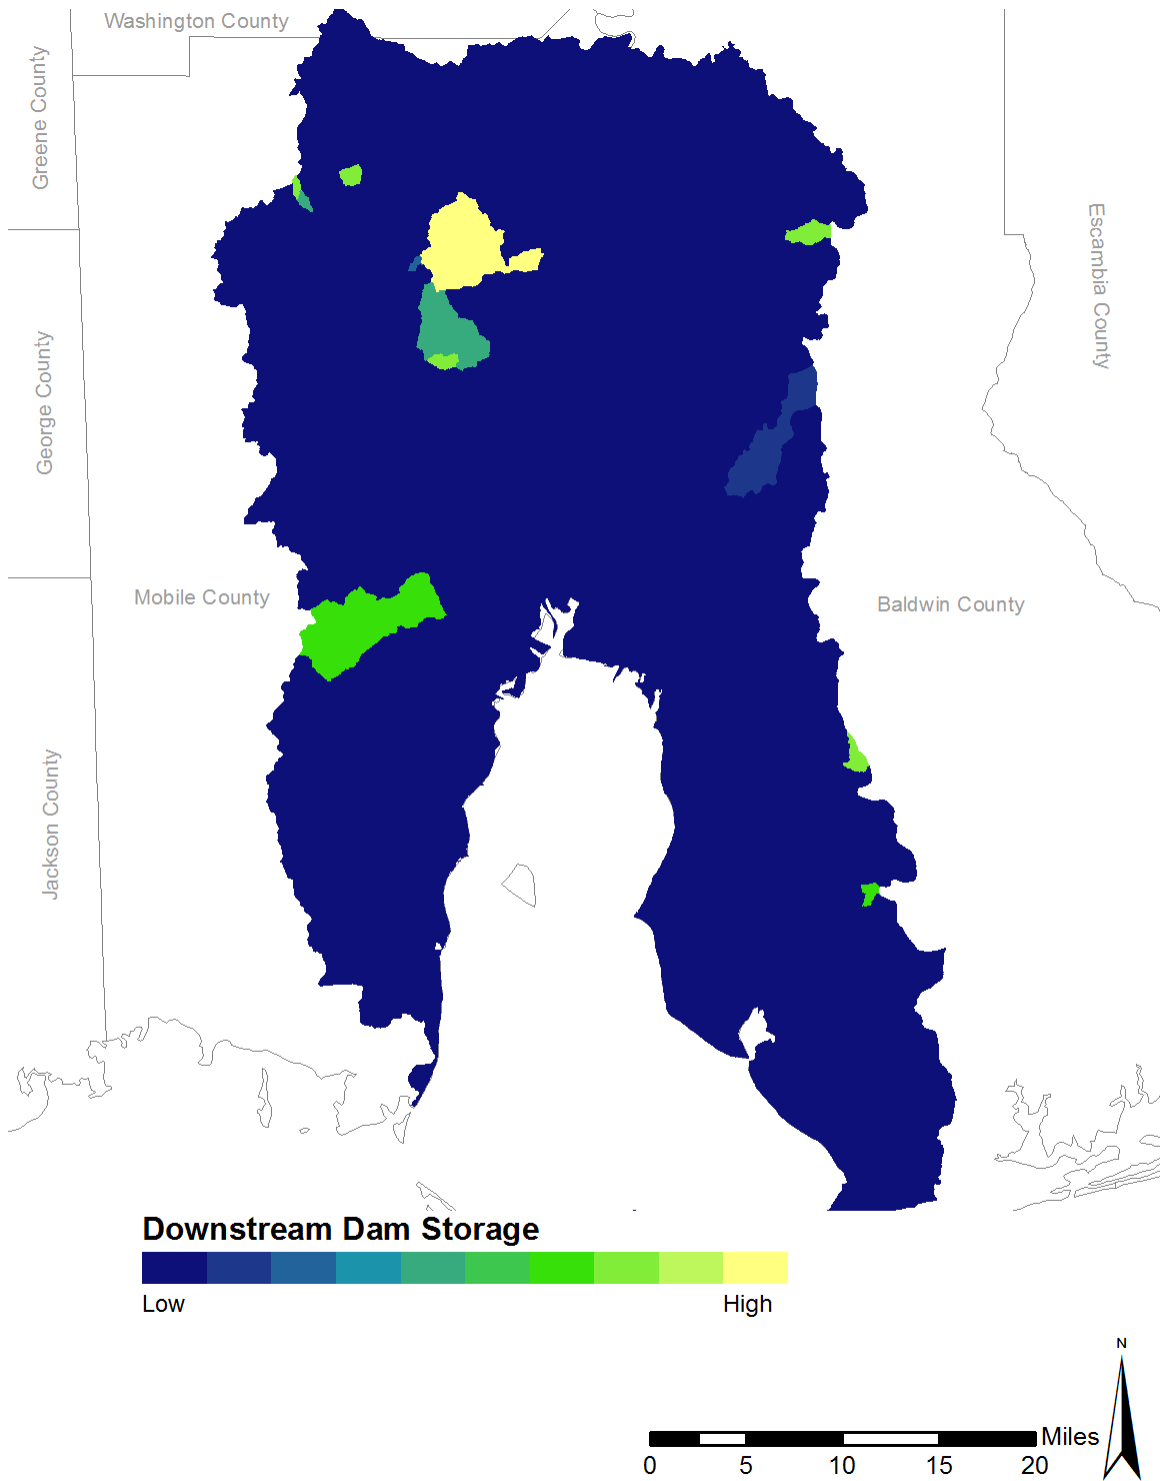 Washington County
Greene County
Escambia County
George County
Mobile County
Baldwin County
Jackson County
Downstream Dam Storage
Low High
N
Miles
0 5 10 15 20